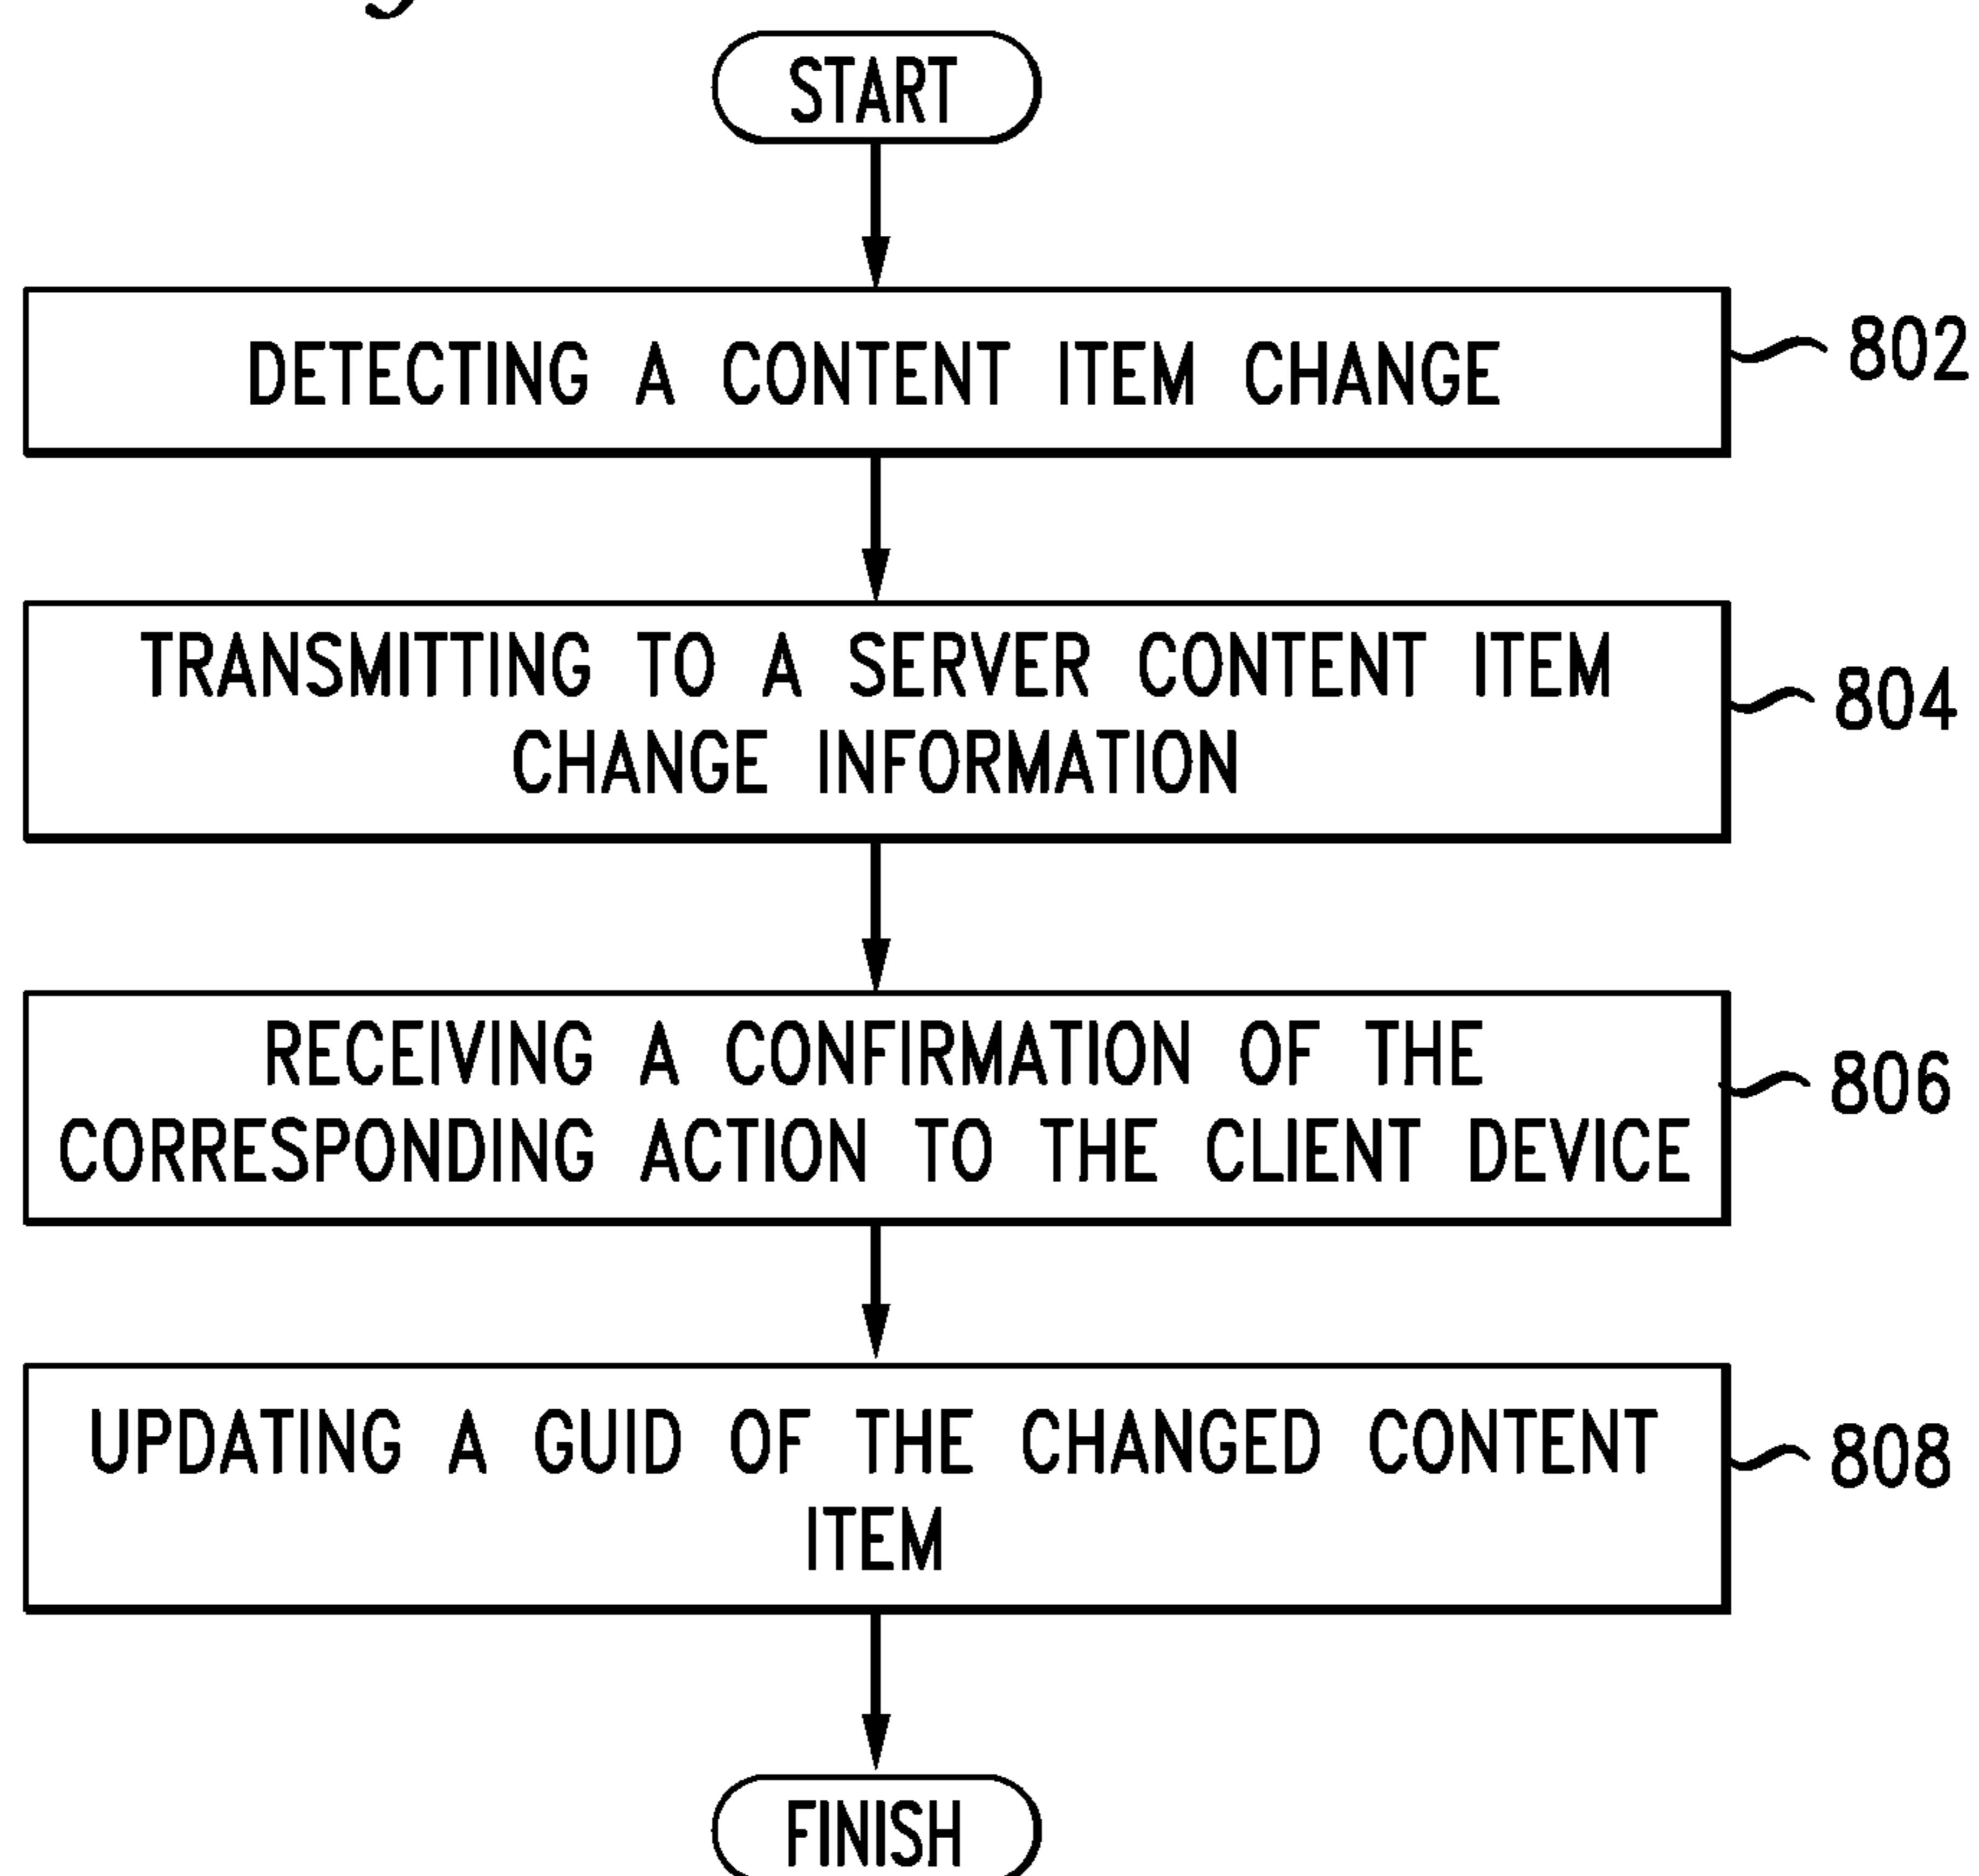 START
DETECTING A CONTENT ITEM CHANGE
802
TRANSMITTING TO A SERVER CONTENT ITEM
CHANGE INFORMATION
804
RECEIVING A CONFIRMATION OF THE
CORRESPONDING ACTION TO THE CLIENT DEVICE
806
UPDATING A GUID OF THE CHANGED CONTENT
ITEM
808
FINISH